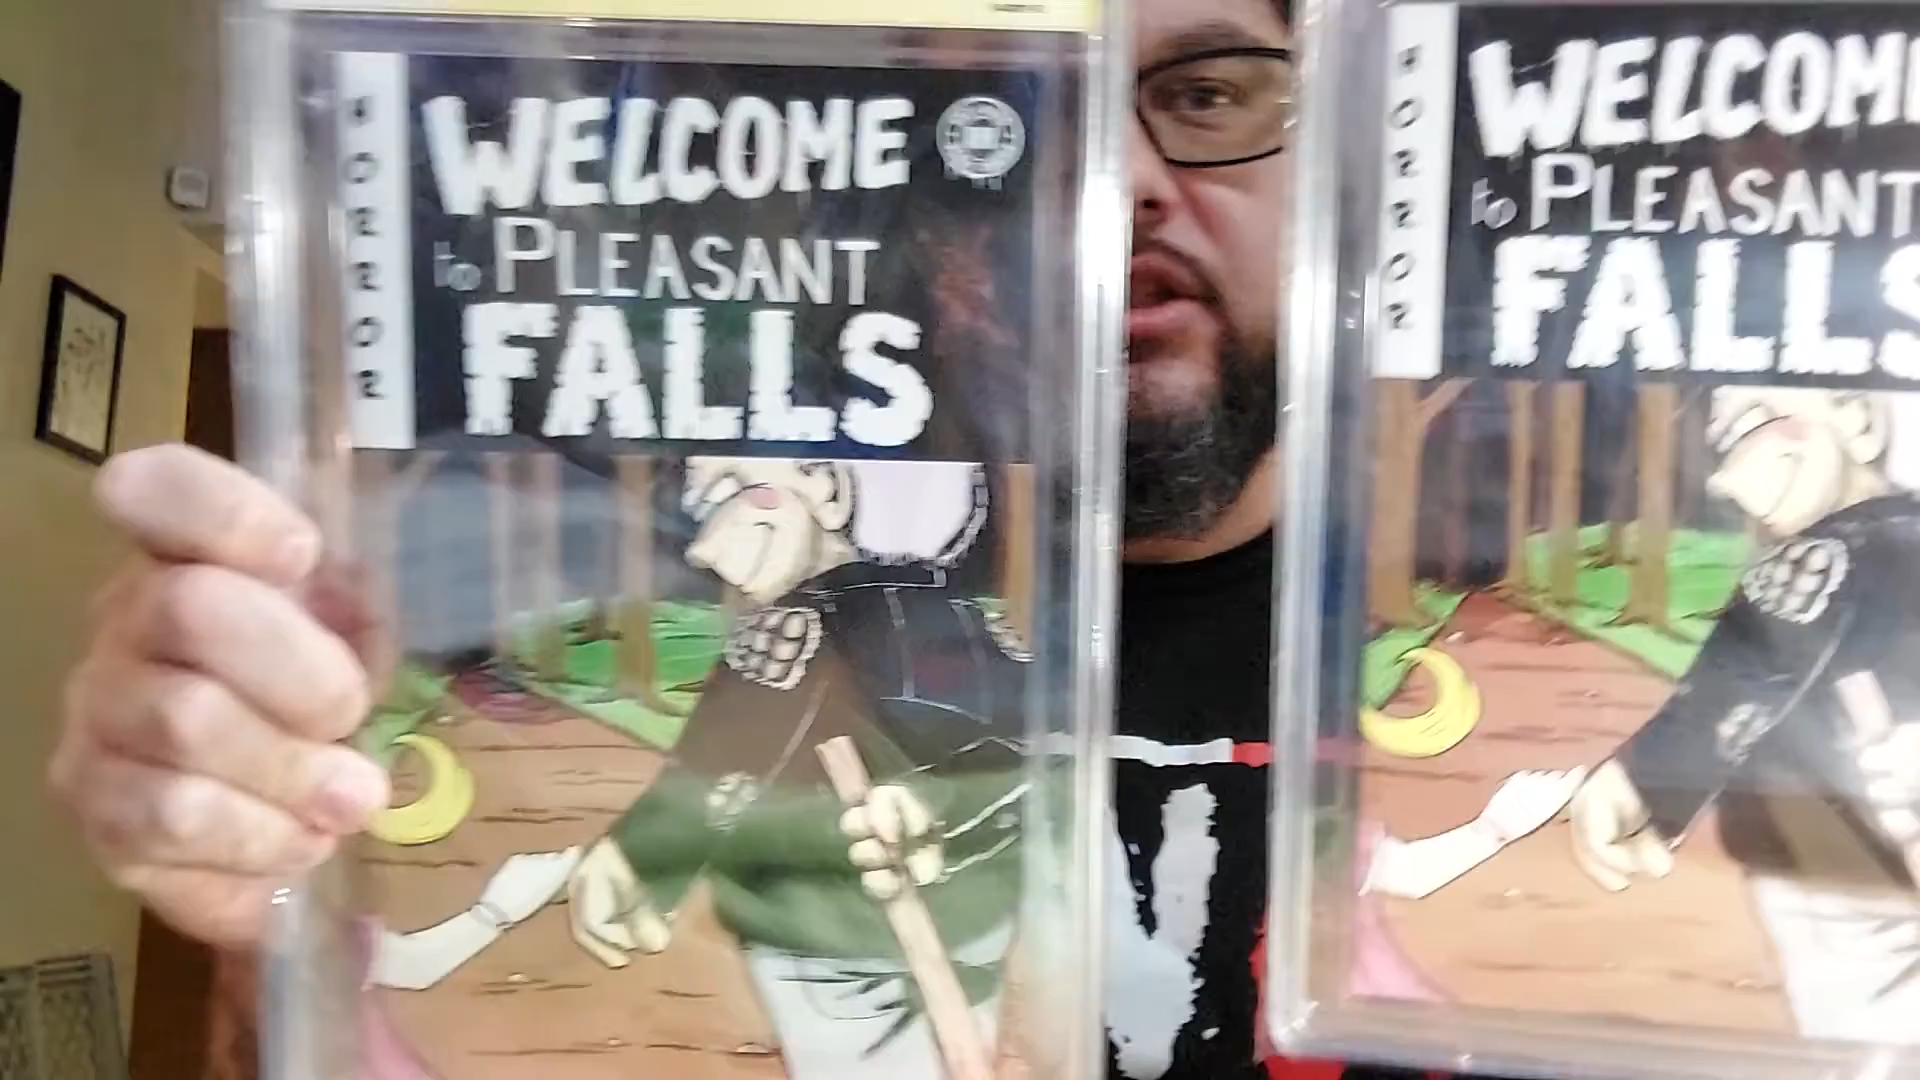 HORROR
WELCOME
to PLEASANT
FALLS
HORROR
WELCOME
to PLEASANT
FALLS